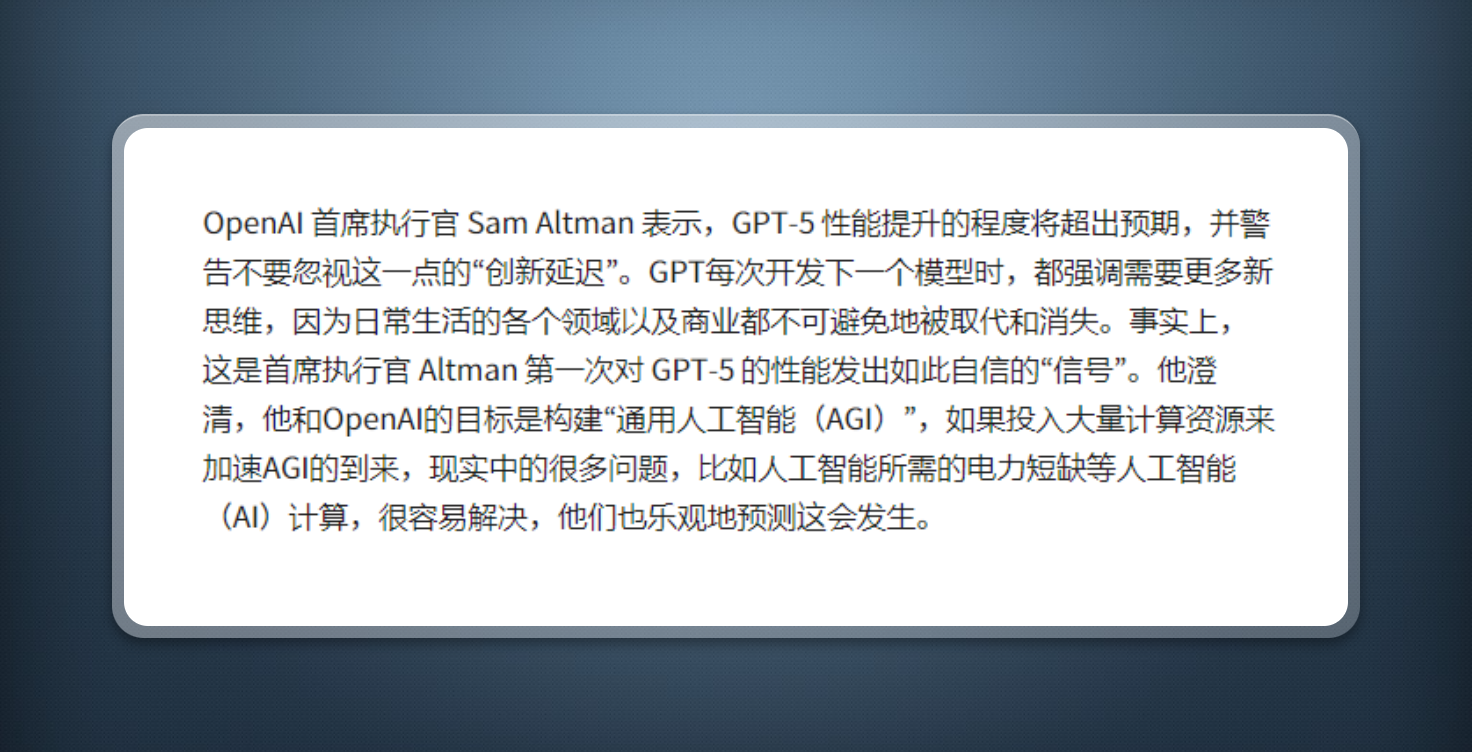 OpenAI 首席执行官 Sam Altman 表示，GPT-5 性能提升的程度将超出预期，并警
告不要忽视这一点的“创新延迟”。GPT每次开发下一个模型时，都强调需要更多新
思维，因为日常生活的各个领域以及商业都不可避免地被取代和消失。事实上，
这是首席执行官 Altman 第一次对 GPT-5 的性能发出如此自信的“信号”。他澄
清，他和OpenAI的目标是构建“通用人工智能（AGI）”，如果投入大量计算资源来
加速AGI的到来，现实中的很多问题，比如人工智能所需的电力短缺等人工智能
（AI）计算，很容易解决，他们也乐观地预测这会发生。